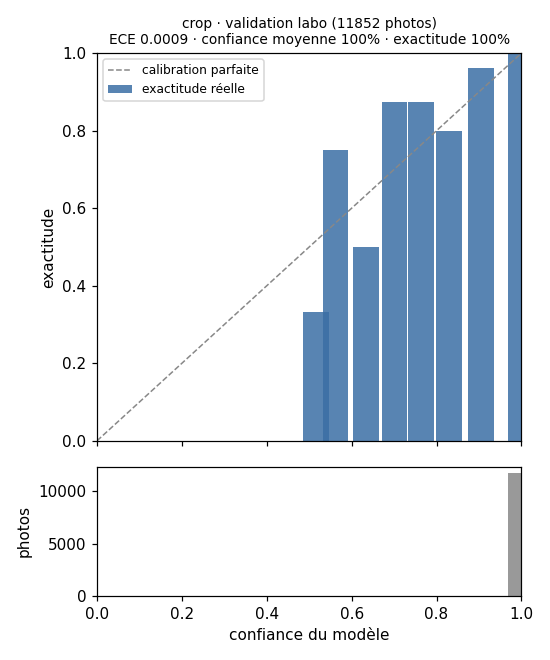 crop · validation labo (11852 photos)
ECE 0.0009 · confiance moyenne 100% · exactitude 100%
calibration parfaite
exactitude réelle
1.0
0.8
0.6
0.4
0.2
0.0
exactitude
10000
5000
0
photos
0.0 0.2 0.4 0.6 0.8 1.0
confiance du modèle